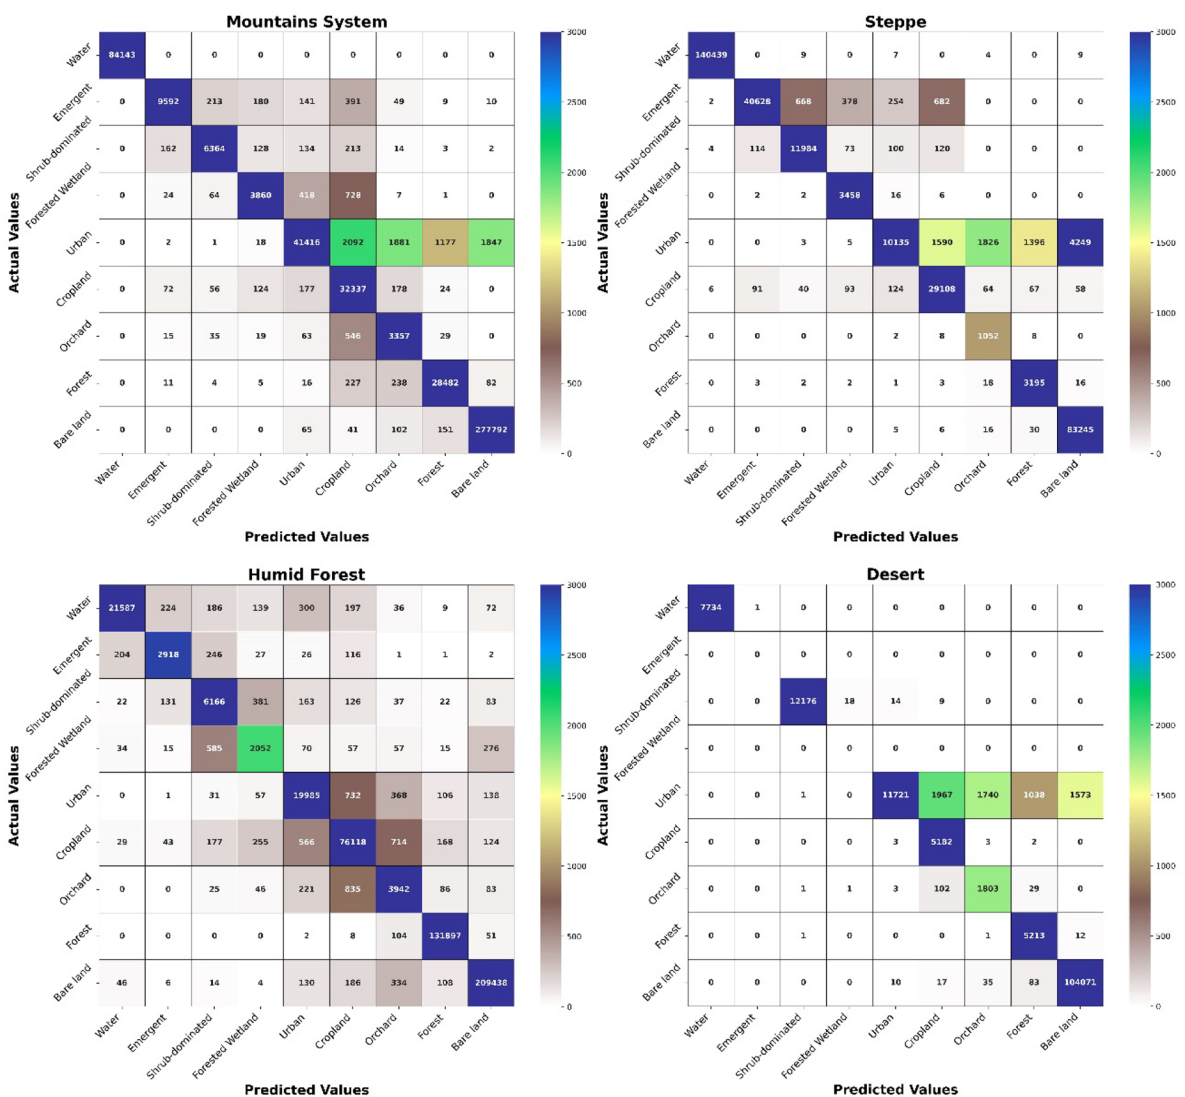 Mountains System
Actual Values
Water 84143 0 0 0 0 0 0 0 0
Emergent 0 9592 213 180 141 391 49 9 10
Shrub-dominated 0 162 6364 128 134 213 14 3 2
Forested Wetland 0 24 64 3860 418 728 7 1 0
Urban 0 2 1 18 41416 2092 1881 1177 1847
Cropland 0 72 56 124 177 32337 178 24 0
Orchard 0 15 35 19 63 546 3357 29 0
Forest 0 11 4 5 16 227 238 28482 82
Bare land 0 0 0 0 65 41 102 151 277792
Water Emergent Shrub-dominated Forested Wetland Urban Cropland Orchard Forest Bare land
Predicted Values
3000
2500
2000
1500
1000
500
0
Steppe
Actual Values
Water 140439 0 9 0 7 0 4 0 9
Emergent 2 40628 668 378 254 682 0 0 0
Shrub-dominated 4 114 11984 73 100 120 0 0 0
Forested Wetland 0 2 2 3458 16 6 0 0 0
Urban 0 0 3 5 10135 1590 1826 1396 4249
Cropland 6 91 40 93 124 29108 64 67 58
Orchard 0 0 0 0 2 8 1052 8 0
Forest 0 3 2 2 1 3 18 3195 16
Bare land 0 0 0 0 5 6 16 30 83245
Water Emergent Shrub-dominated Forested Wetland Urban Cropland Orchard Forest Bare land
Predicted Values
3000
2500
2000
1500
1000
500
0
Humid Forest
Actual Values
Water 21587 224 186 139 300 197 36 9 72
Emergent 204 2918 246 27 26 116 1 1 2
Shrub-dominated 22 131 6166 381 163 126 37 22 83
Forested Wetland 34 15 585 2052 70 57 57 15 276
Urban 0 1 31 57 19985 732 368 106 138
Cropland 29 43 177 255 566 76118 714 168 124
Orchard 0 0 25 46 221 835 3942 86 83
Forest 0 0 0 0 2 8 104 131897 51
Bare land 46 6 14 4 130 186 334 108 209438
Water Emergent Shrub-dominated Forested Wetland Urban Cropland Orchard Forest Bare land
Predicted Values
3000
2500
2000
1500
1000
500
0
Desert
Actual Values
Water 7734 1 0 0 0 0 0 0 0
Emergent 0 0 0 0 0 0 0 0 0
Shrub-dominated 0 0 12176 18 14 9 0 0 0
Forested Wetland 0 0 0 0 0 0 0 0 0
Urban 0 0 1 0 11721 1967 1740 1038 1573
Cropland 0 0 0 0 3 5182 3 2 0
Orchard 0 0 1 1 3 102 1803 29 0
Forest 0 0 1 0 0 0 1 5213 12
Bare land 0 0 0 0 10 17 35 83 104071
Water Emergent Shrub-dominated Forested Wetland Urban Cropland Orchard Forest Bare land
Predicted Values
3000
2500
2000
1500
1000
500
0